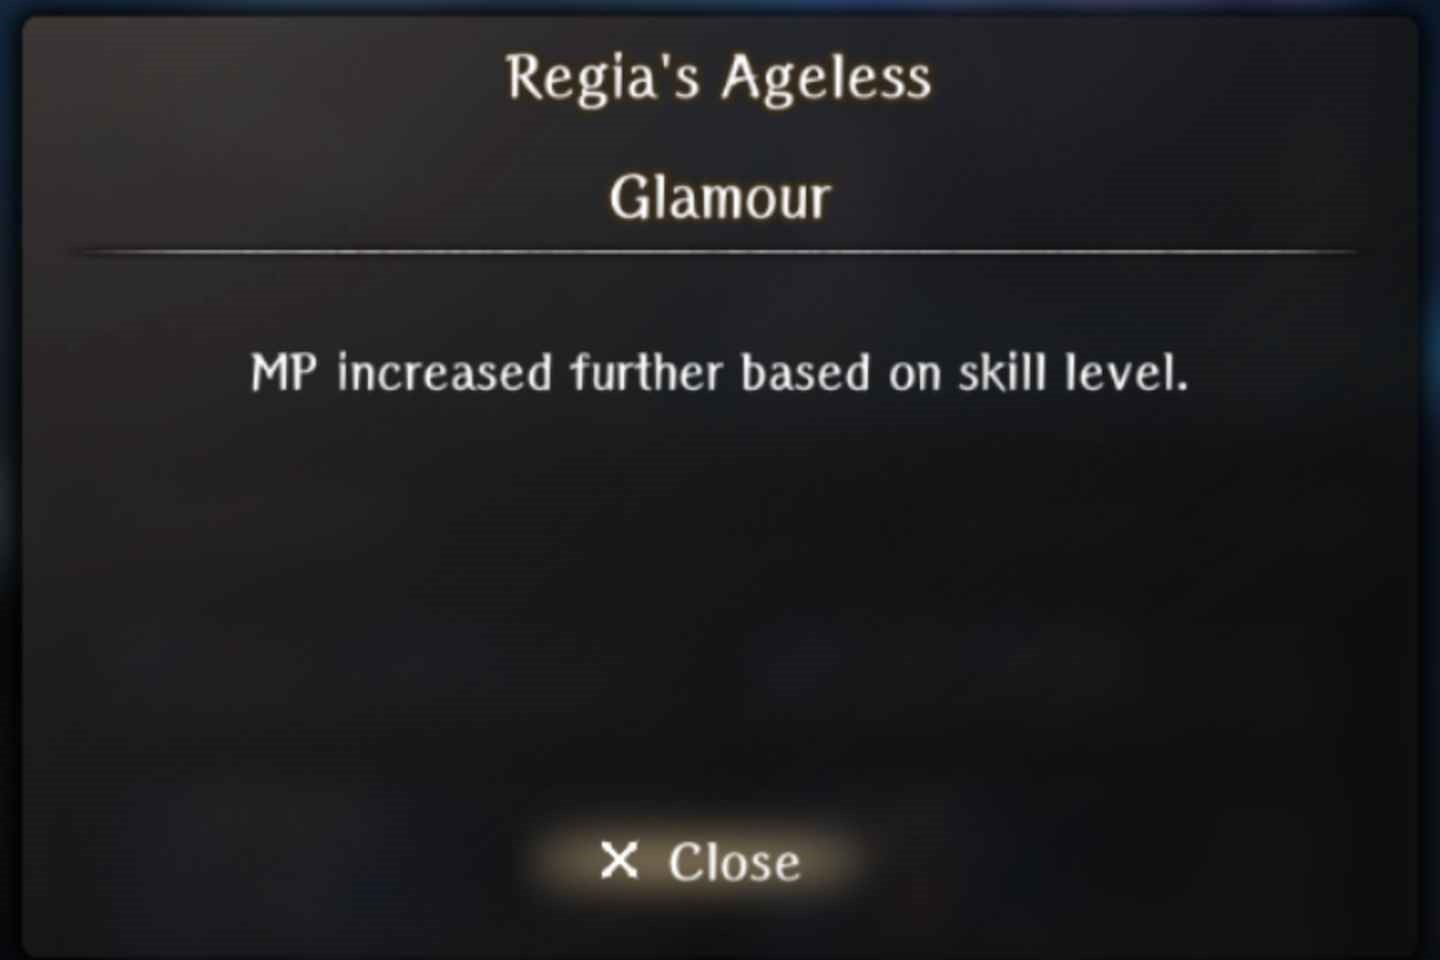 Regia's Ageless
Glamour
MP increased further based on skill level.
✕ Close